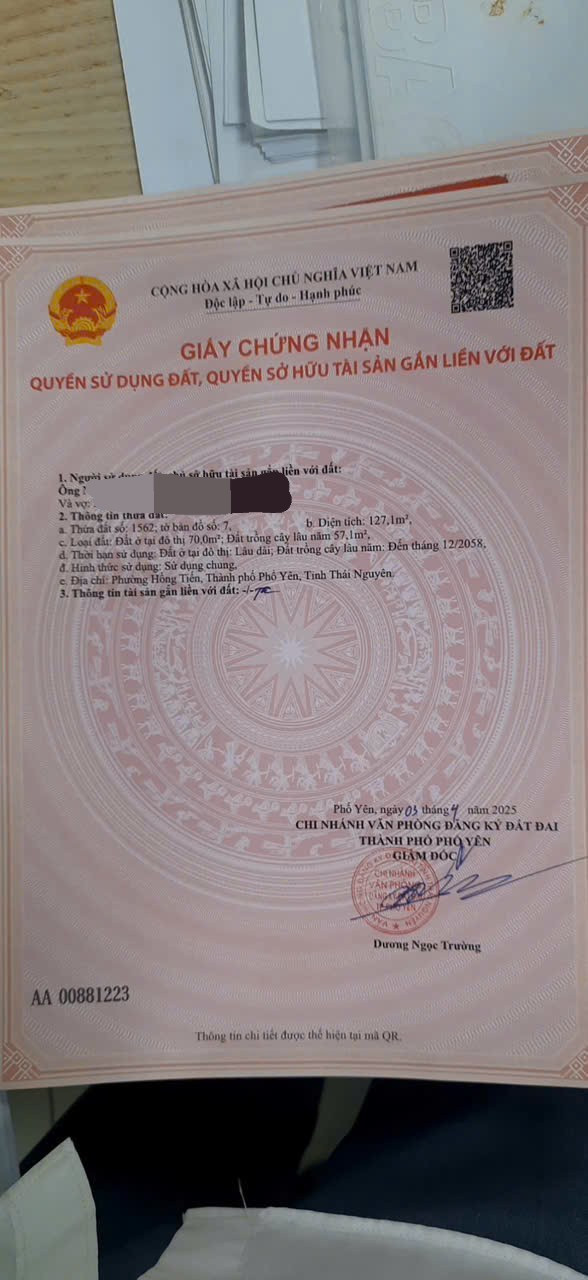 CỘNG HÒA XÃ HỘI CHỦ NGHĨA VIỆT NAM
Độc lập - Tự do - Hạnh phúc
GIẤY CHỨNG NHẬN
QUYỀN SỬ DỤNG ĐẤT, QUYỀN SỞ HỮU TÀI SẢN GẮN LIỀN VỚI ĐẤT
1. Người sử dụng đất, chủ sở hữu tài sản gắn liền với đất:
Ông
Và vợ:
2. Thông tin thửa đất:
a. Thửa đất số: 1562; tờ bản đồ số: 7, b. Diện tích: 127,1m²,
c. Loại đất: Đất ở tại đô thị 70,0m²; Đất trồng cây lâu năm 57,1m²,
d. Thời hạn sử dụng: Đất ở tại đô thị: Lâu dài; Đất trồng cây lâu năm: Đến tháng 12/2058,
đ. Hình thức sử dụng: Sử dụng chung,
e. Địa chỉ: Phường Hồng Tiến, Thành phố Phổ Yên, Tỉnh Thái Nguyên.
3. Thông tin tài sản gắn liền với đất: -/-
Phổ Yên, ngày 03 tháng 4 năm 2025
CHI NHÁNH VĂN PHÒNG ĐĂNG KÝ ĐẤT ĐAI
THÀNH PHỐ PHỔ YÊN
GIÁM ĐỐC
CHI NHÁNH
VĂN PHÒNG
Dương Ngọc Trường
AA 00881223
Thông tin chi tiết được thể hiện tại mã QR.